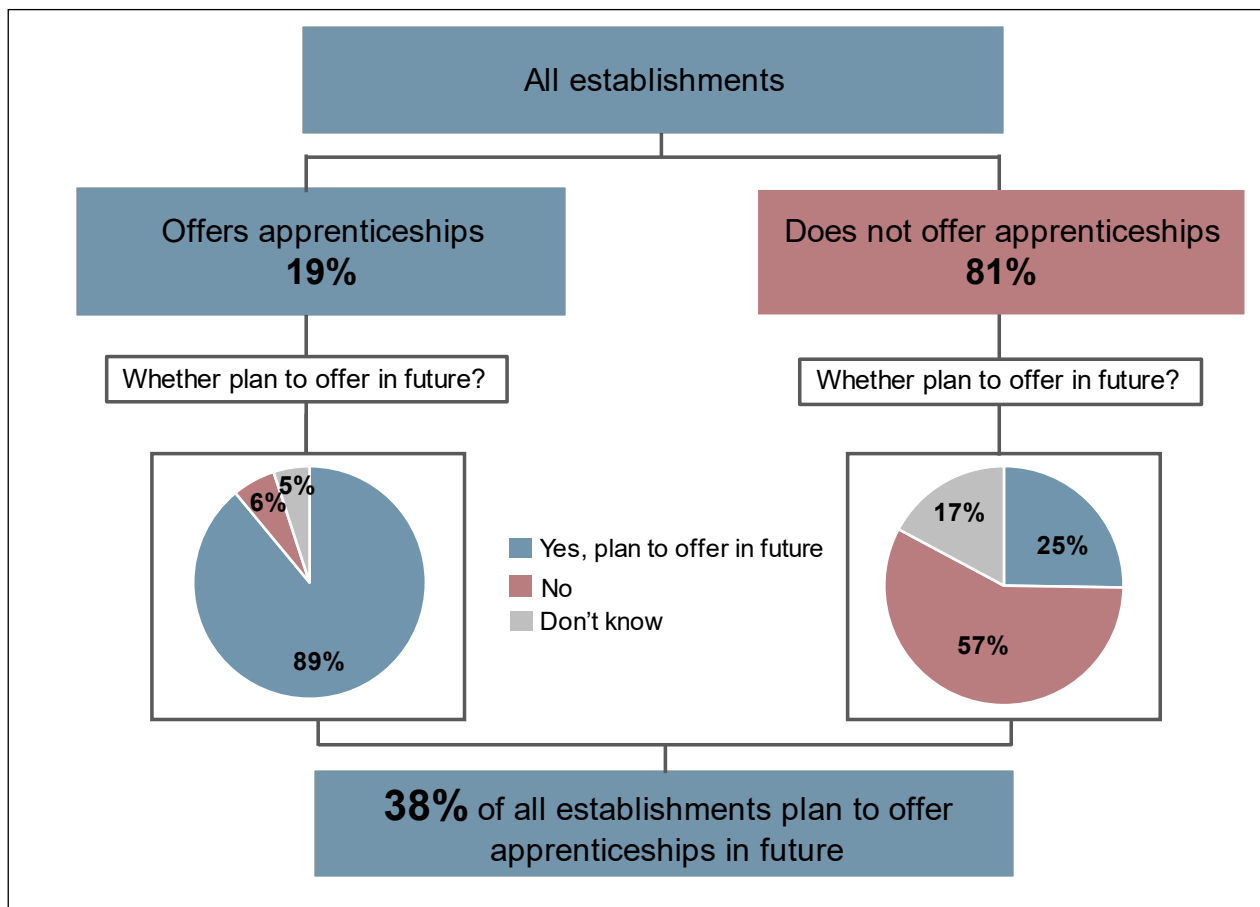 All establishments
Offers apprenticeships
19%
Does not offer apprenticeships
81%
Whether plan to offer in future?
Whether plan to offer in future?
5%
6%
89%
Yes, plan to offer in future
No
Don’t know
17%
25%
57%
38% of all establishments plan to offer
apprenticeships in future